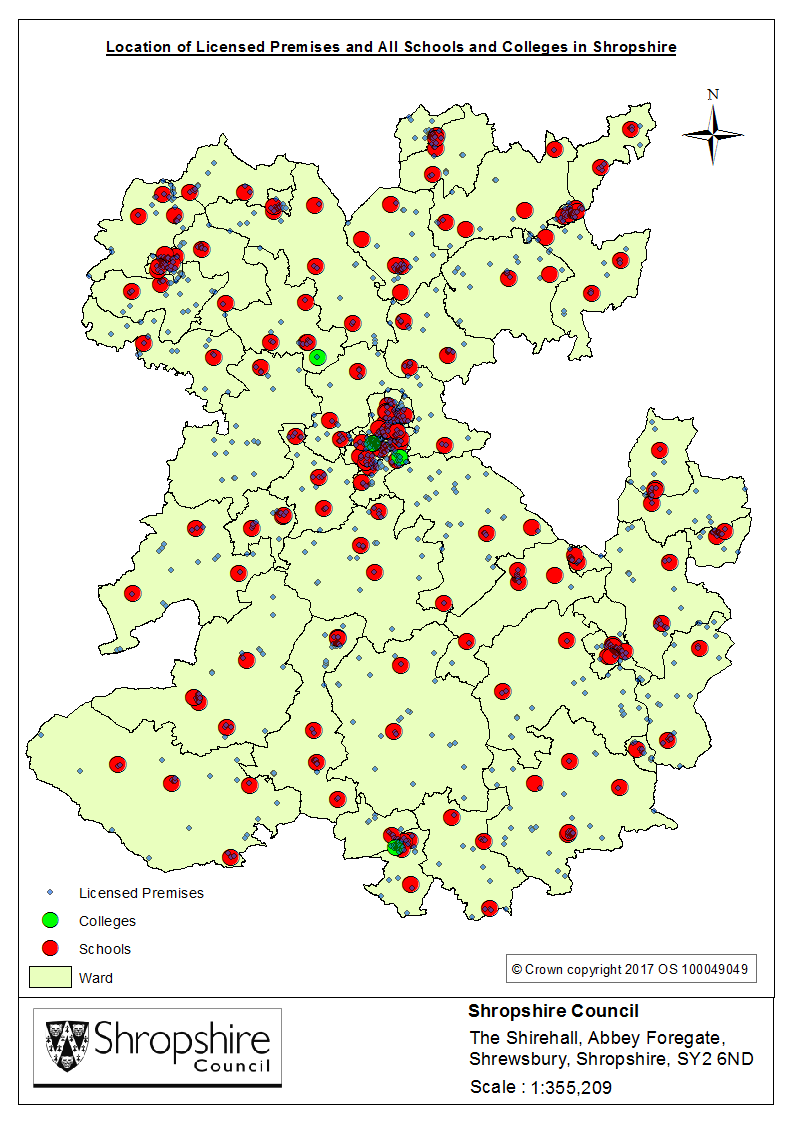 Location of Licensed Premises and All Schools and Colleges in Shropshire
N
Licensed Premises
Colleges
Schools
Ward
© Crown copyright 2017 OS 100049049
Shropshire
Council
Shropshire Council
The Shirehall, Abbey Foregate,
Shrewsbury, Shropshire, SY2 6ND
Scale : 1:355,209